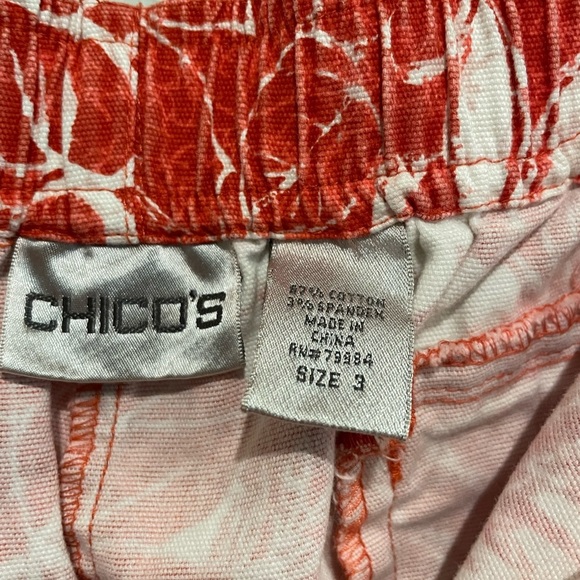 CHICO'S
97% COTTON
3% SPANDEX
MADE IN
CHINA
RN#79984
SIZE 3